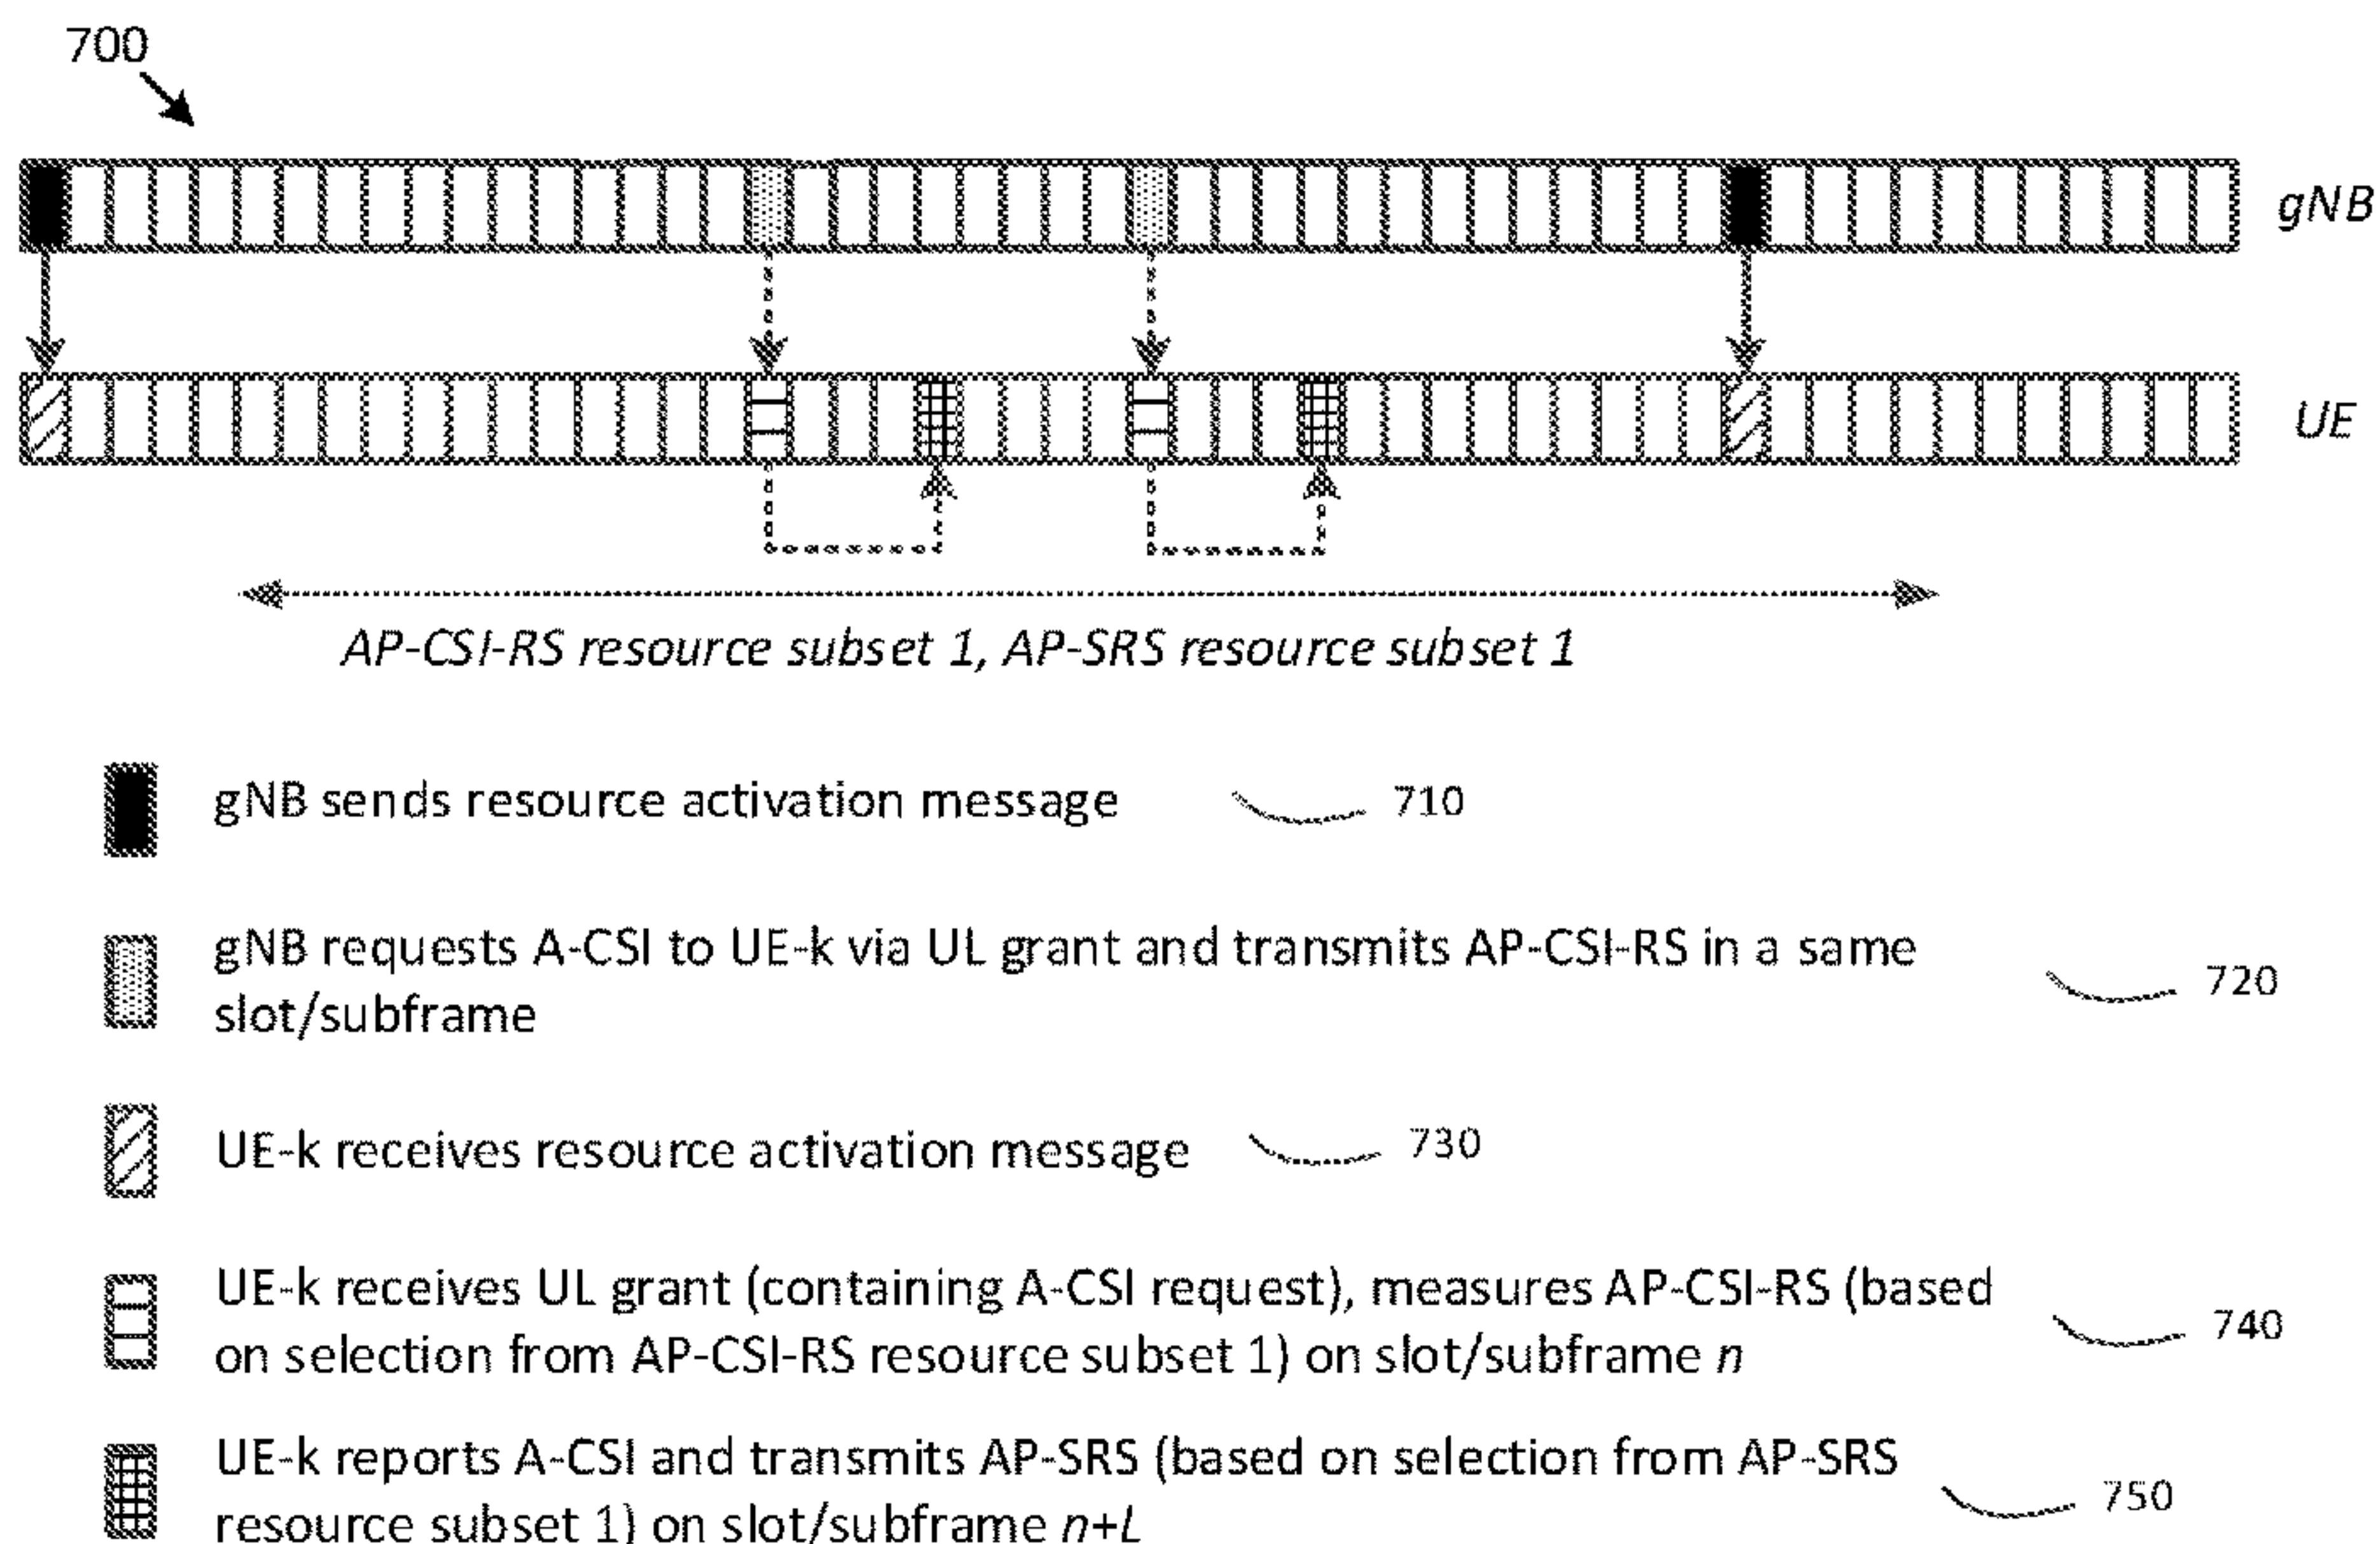 700
gNB
UE
AP-CSI-RS resource subset 1, AP-SRS resource subset 1
gNB sends resource activation message 710
gNB requests A-CSI to UE-k via UL grant and transmits AP-CSI-RS in a same
slot/subframe 720
UE-k receives resource activation message 730
UE-k receives UL grant (containing A-CSI request), measures AP-CSI-RS (based
on selection from AP-CSI-RS resource subset 1) on slot/subframe n 740
UE-k reports A-CSI and transmits AP-SRS (based on selection from AP-SRS
resource subset 1) on slot/subframe n+L 750